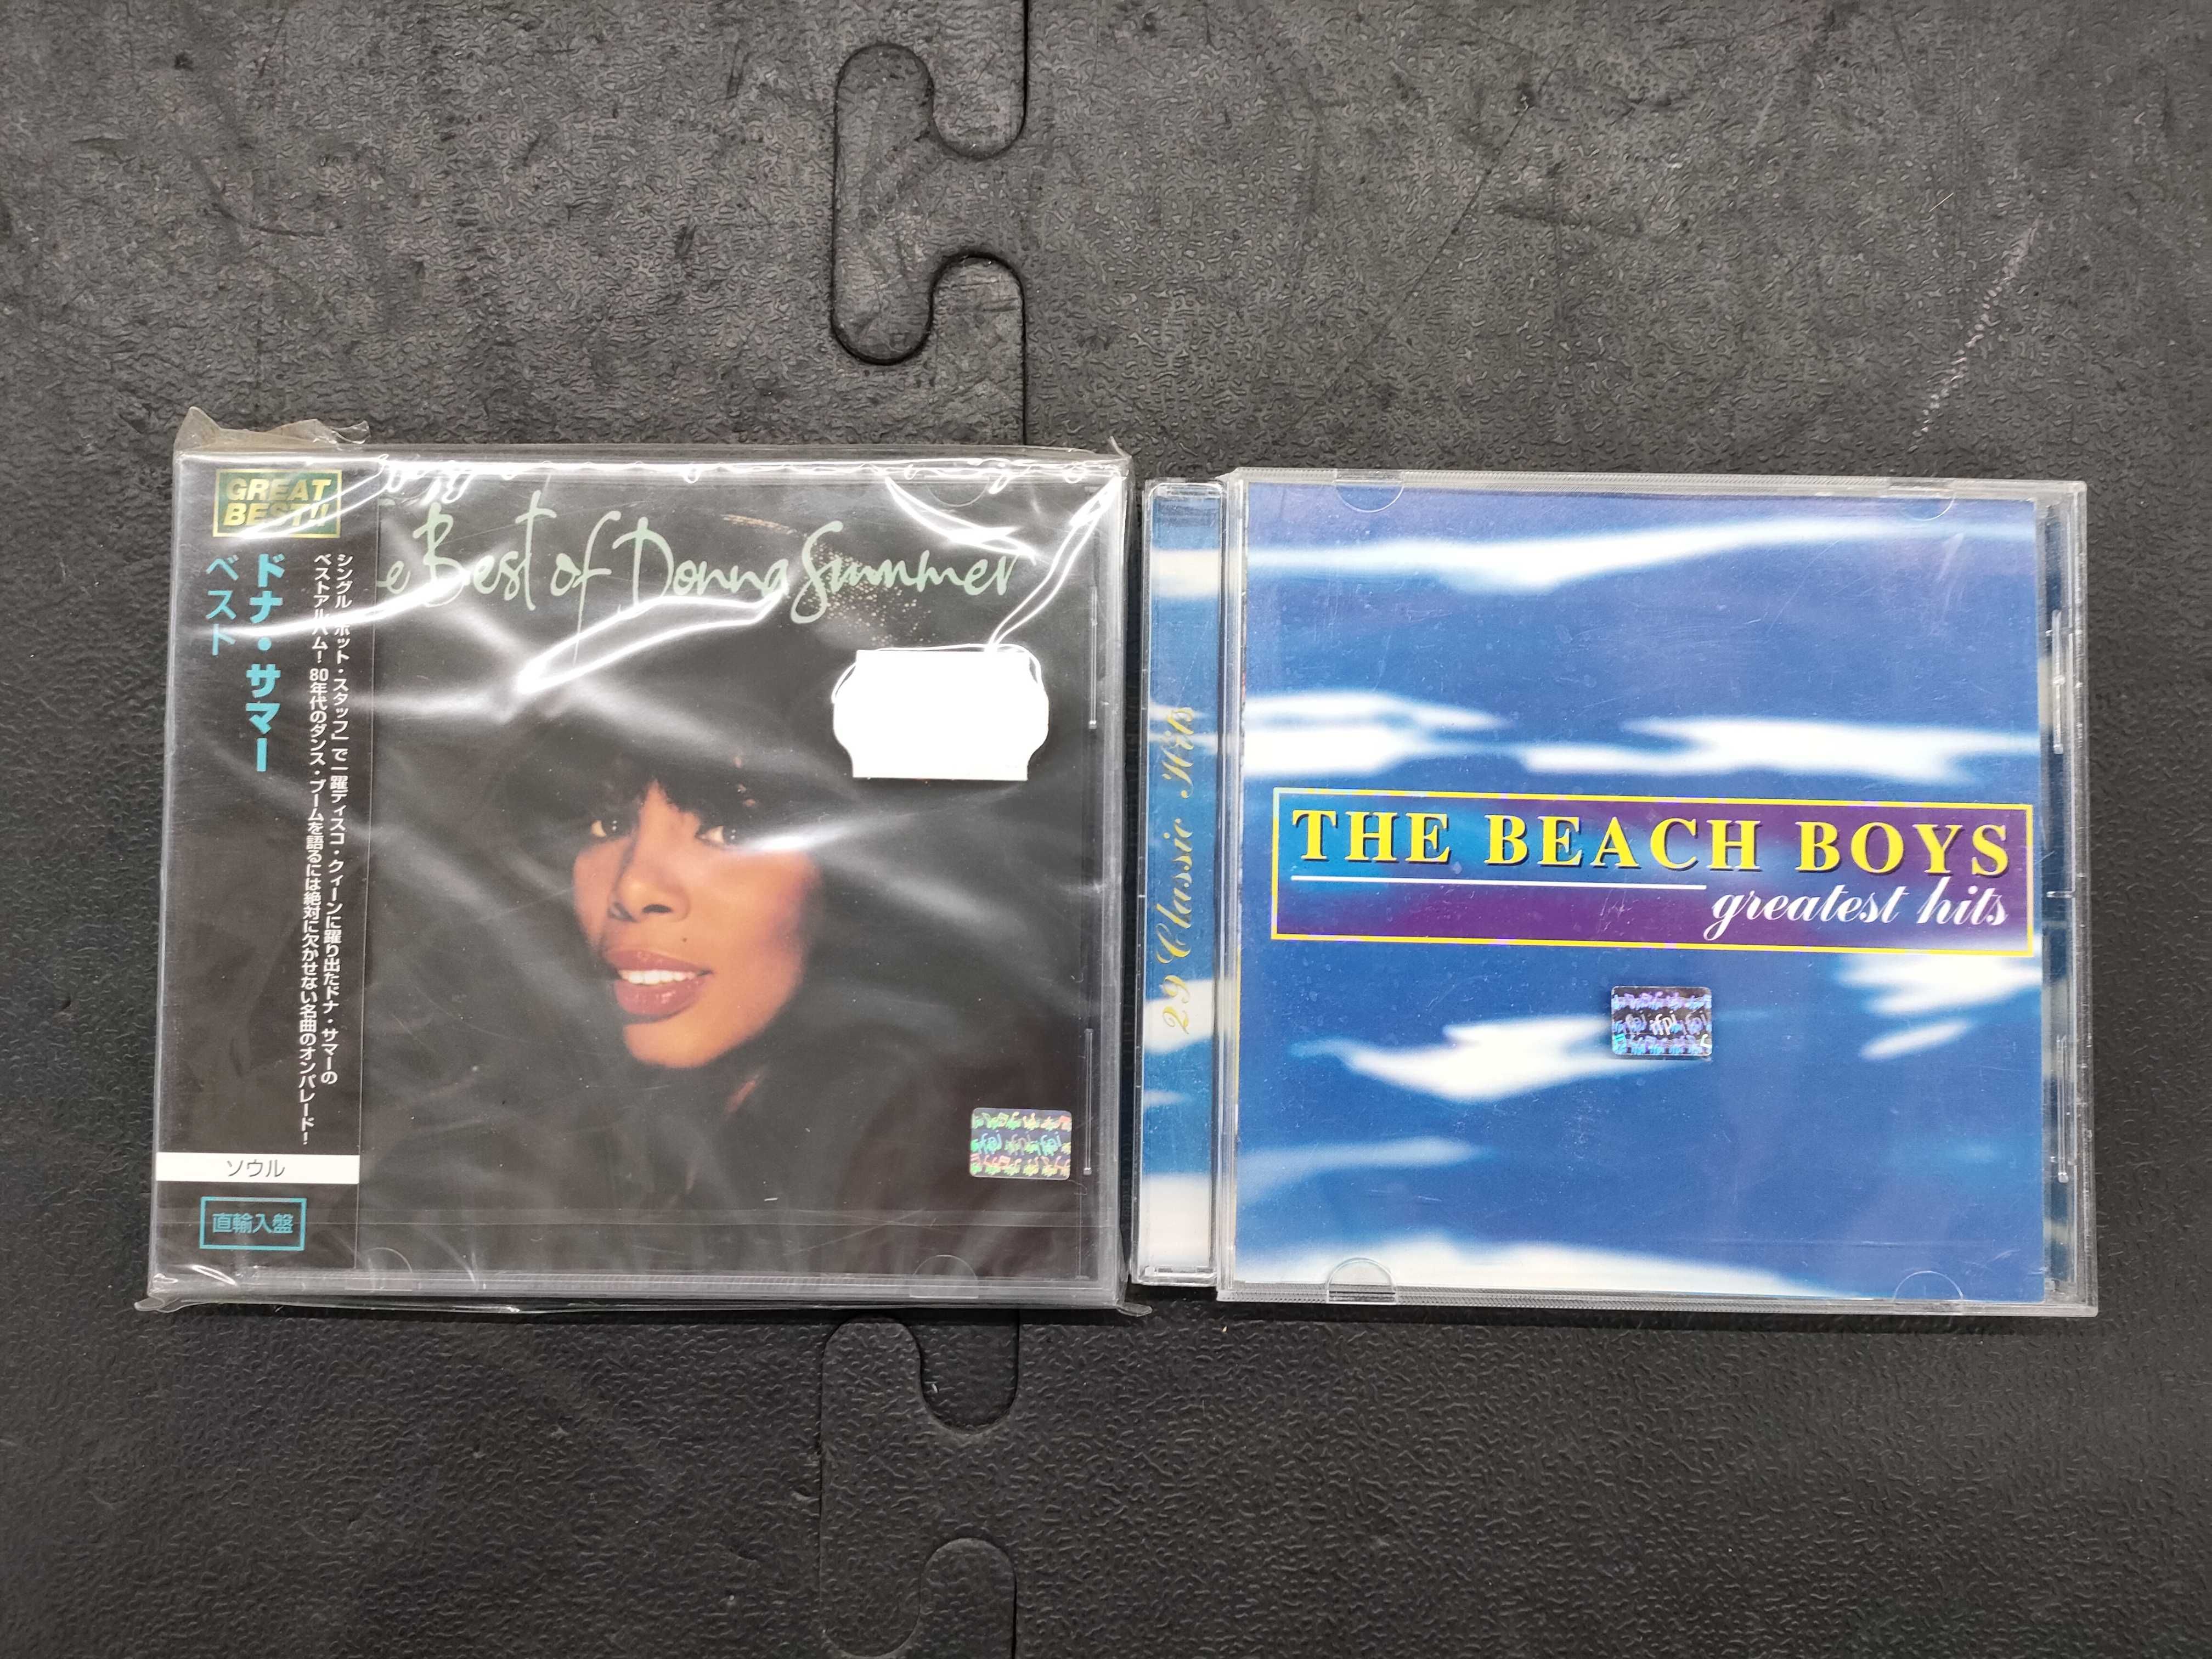 GREAT
BEST!!
ドナ・サマー
ベスト
シングル「ホット・スタッフ」で一躍ディスコ・クィーンに躍り出たドナ・サマーの
ベストアルバム!80年代のダンス・ブームを語るには絶対に欠かせない名曲のオンパレード!
ソウル
直輸入盤
e Best of Donna Summer
29 Classic Hits
THE BEACH BOYS
greatest hits
ifpi